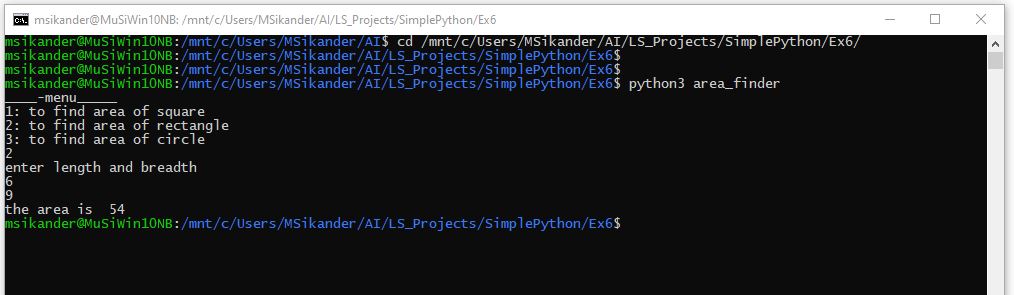 msikander@MuSiWin10NB: /mnt/c/Users/MSikander/AI/LS_Projects/SimplePython/Ex6
msikander@MuSiWin10NB:/mnt/c/Users/MSikander/AI$ cd /mnt/c/Users/MSikander/AI/LS_Projects/SimplePython/Ex6/
msikander@MuSiWin10NB:/mnt/c/Users/MSikander/AI/LS_Projects/SimplePython/Ex6$
msikander@MuSiWin10NB:/mnt/c/Users/MSikander/AI/LS_Projects/SimplePython/Ex6$
msikander@MuSiWin10NB:/mnt/c/Users/MSikander/AI/LS_Projects/SimplePython/Ex6$ python3 area_finder
____-menu_____
1: to find area of square
2: to find area of rectangle
3: to find area of circle
2
enter length and breadth
6
9
the area is  54
msikander@MuSiWin10NB:/mnt/c/Users/MSikander/AI/LS_Projects/SimplePython/Ex6$